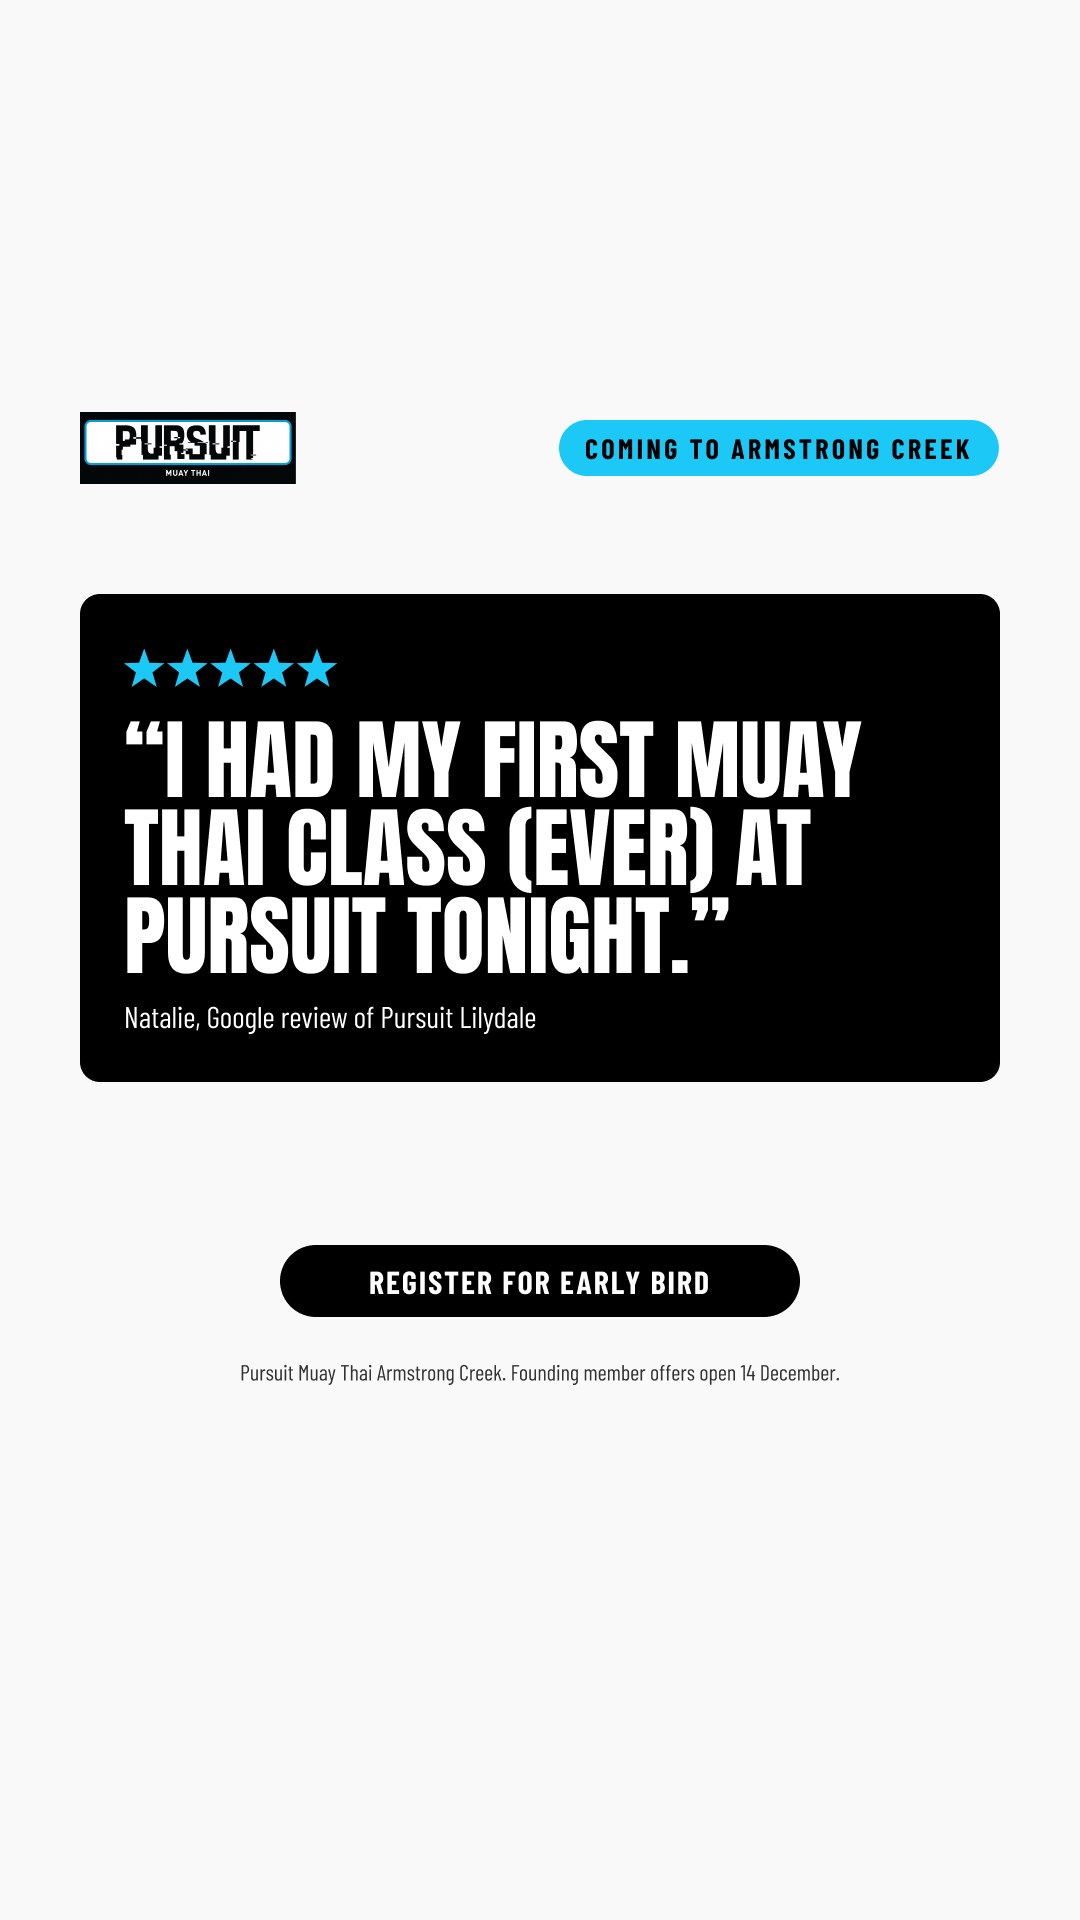 PURSUIT
MUAY THAI
COMING TO ARMSTRONG CREEK
“I HAD MY FIRST MUAY
THAI CLASS (EVER) AT
PURSUIT TONIGHT.”
Natalie, Google review of Pursuit Lilydale
REGISTER FOR EARLY BIRD
Pursuit Muay Thai Armstrong Creek. Founding member offers open 14 December.